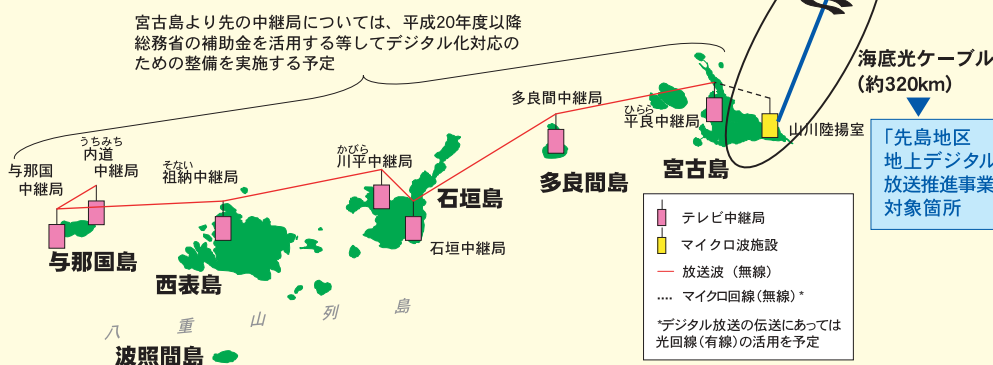 宮古島より先の中継局については、平成20年度以降
総務省の補助金を活用する等してデジタル化対応の
ための整備を実施する予定
海底光ケーブル
(約320km)
「先島地区
地上デジタル
放送推進事業
対象箇所
多良間中継局
ひらら
平良中継局
山川陸揚室
宮古島
多良間島
かびら
川平中継局
石垣島
石垣中継局
うちみち
内道
中継局
与那国
中継局
そない
祖納中継局
与那国島
西表島
八重山列島
波照間島
テレビ中継局
マイクロ波施設
放送波（無線）
マイクロ回線（無線）*
*デジタル放送の伝送にあっては
光回線（有線）の活用を予定